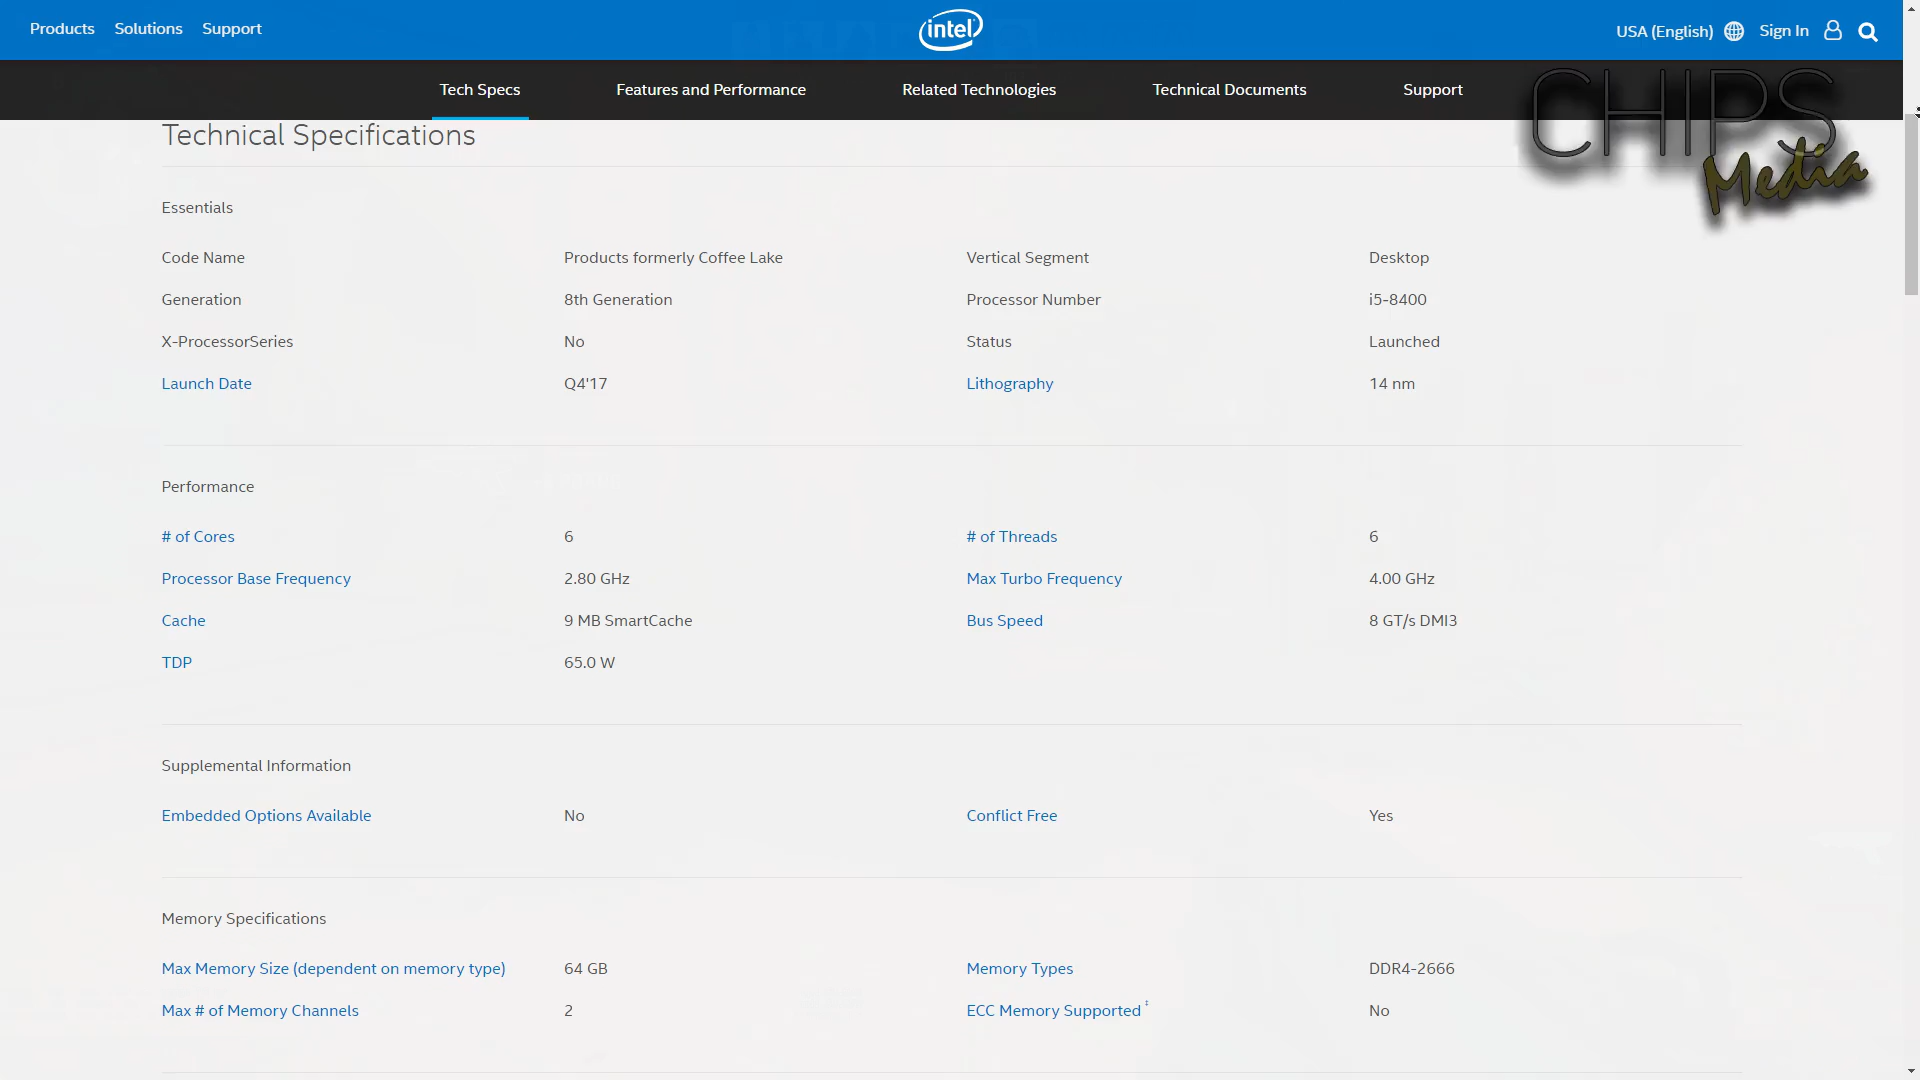 Products Solutions Support
intel
USA (English) Sign In
Tech Specs Features and Performance Related Technologies Technical Documents Support
CHIPS
Media
Technical Specifications
Essentials
Code Name Products formerly Coffee Lake Vertical Segment Desktop
Generation 8th Generation Processor Number i5-8400
X-ProcessorSeries No Status Launched
Launch Date Q4'17 Lithography 14 nm
Performance
# of Cores 6 # of Threads 6
Processor Base Frequency 2.80 GHz Max Turbo Frequency 4.00 GHz
Cache 9 MB SmartCache Bus Speed 8 GT/s DMI3
TDP 65.0 W
Supplemental Information
Embedded Options Available No Conflict Free Yes
Memory Specifications
Max Memory Size (dependent on memory type) 64 GB Memory Types DDR4-2666
Max # of Memory Channels 2 ECC Memory Supported ‡ No